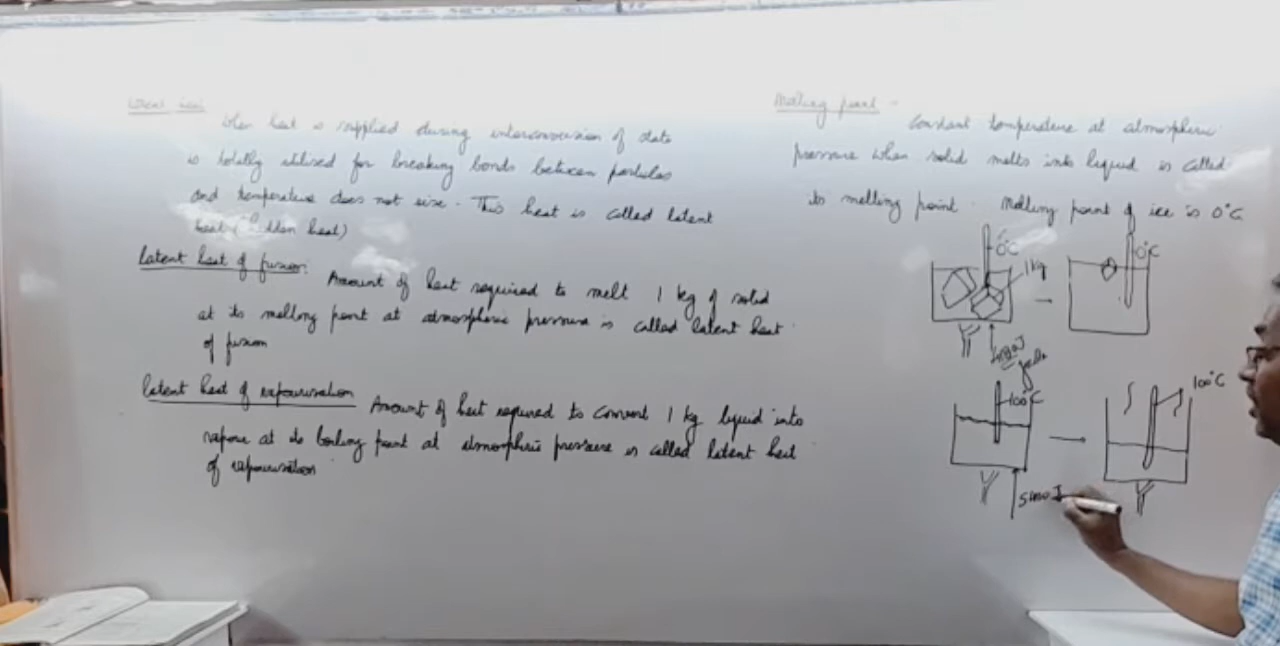 Latent heat
When heat is supplied during interconversion of state
is totally utilised for breaking bonds between particles
and temperature does not rise. This heat is called latent
heat (hidden heat)
latent heat of fusion: Amount of heat required to melt 1 kg of solid
at its melting point at atmospheric pressure is called latent heat
of fusion
latent heat of vapourisation Amount of heat required to convert 1 kg liquid into
vapour at its boiling point at atmospheric pressure is called latent heat
of vapourisation
Melting point -
Constant temperature at atmospheric
pressure when solid melts into liquid is called
its melting point. Melting point of ice is 0°C
0°C
1 kg
0°C
100°C
100°C